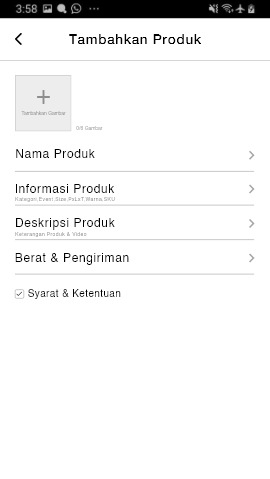 3:58
Tambahkan Produk
Tambahkan Gambar
0/8 Gambar
Nama Produk
Informasi Produk
Kategori,Event,Size,PxLxT,Warna,SKU
Deskripsi Produk
Keterangan Produk & Video
Berat & Pengiriman
Syarat & Ketentuan